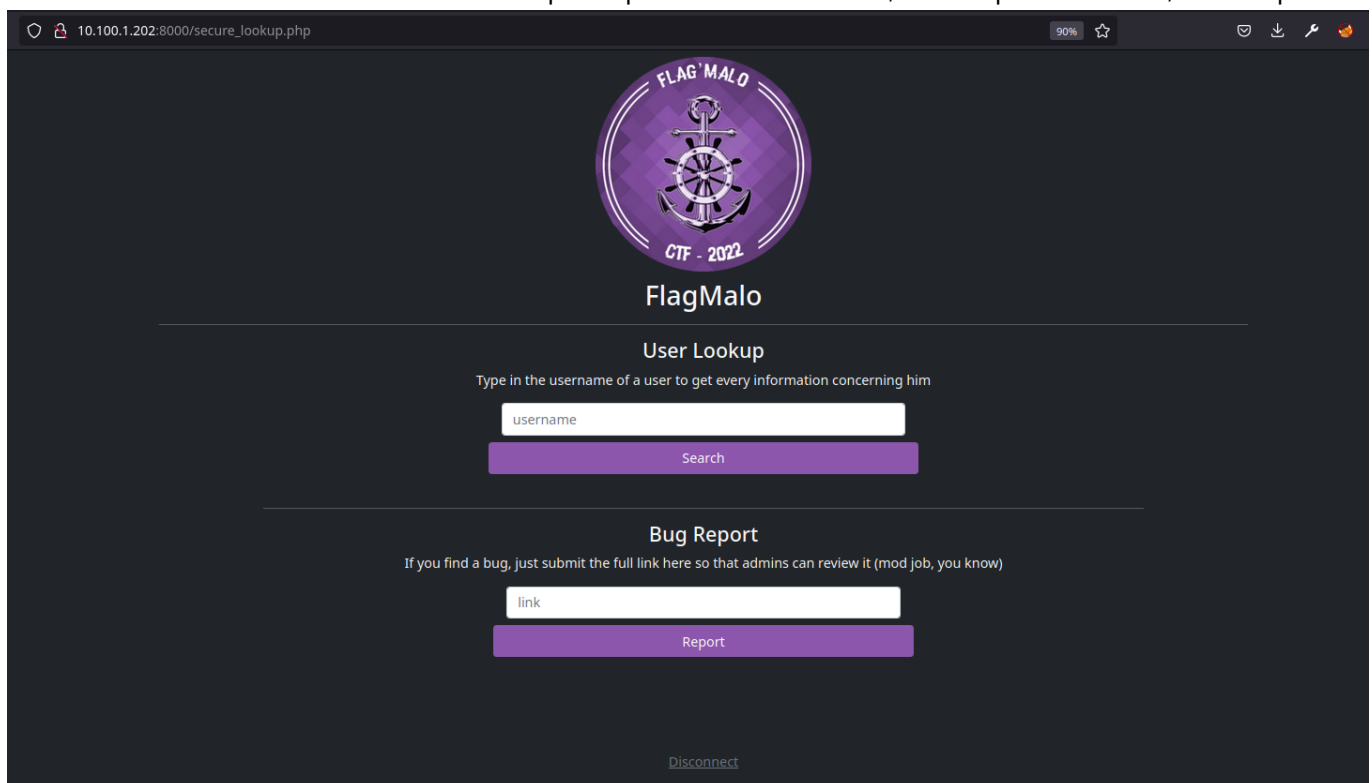 10.100.1.202:8000/secure_lookup.php 90%
FLAG'MALO
CTF - 2022
FlagMalo
User Lookup
Type in the username of a user to get every information concerning him
username
Search
Bug Report
If you find a bug, just submit the full link here so that admins can review it (mod job, you know)
link
Report
Disconnect